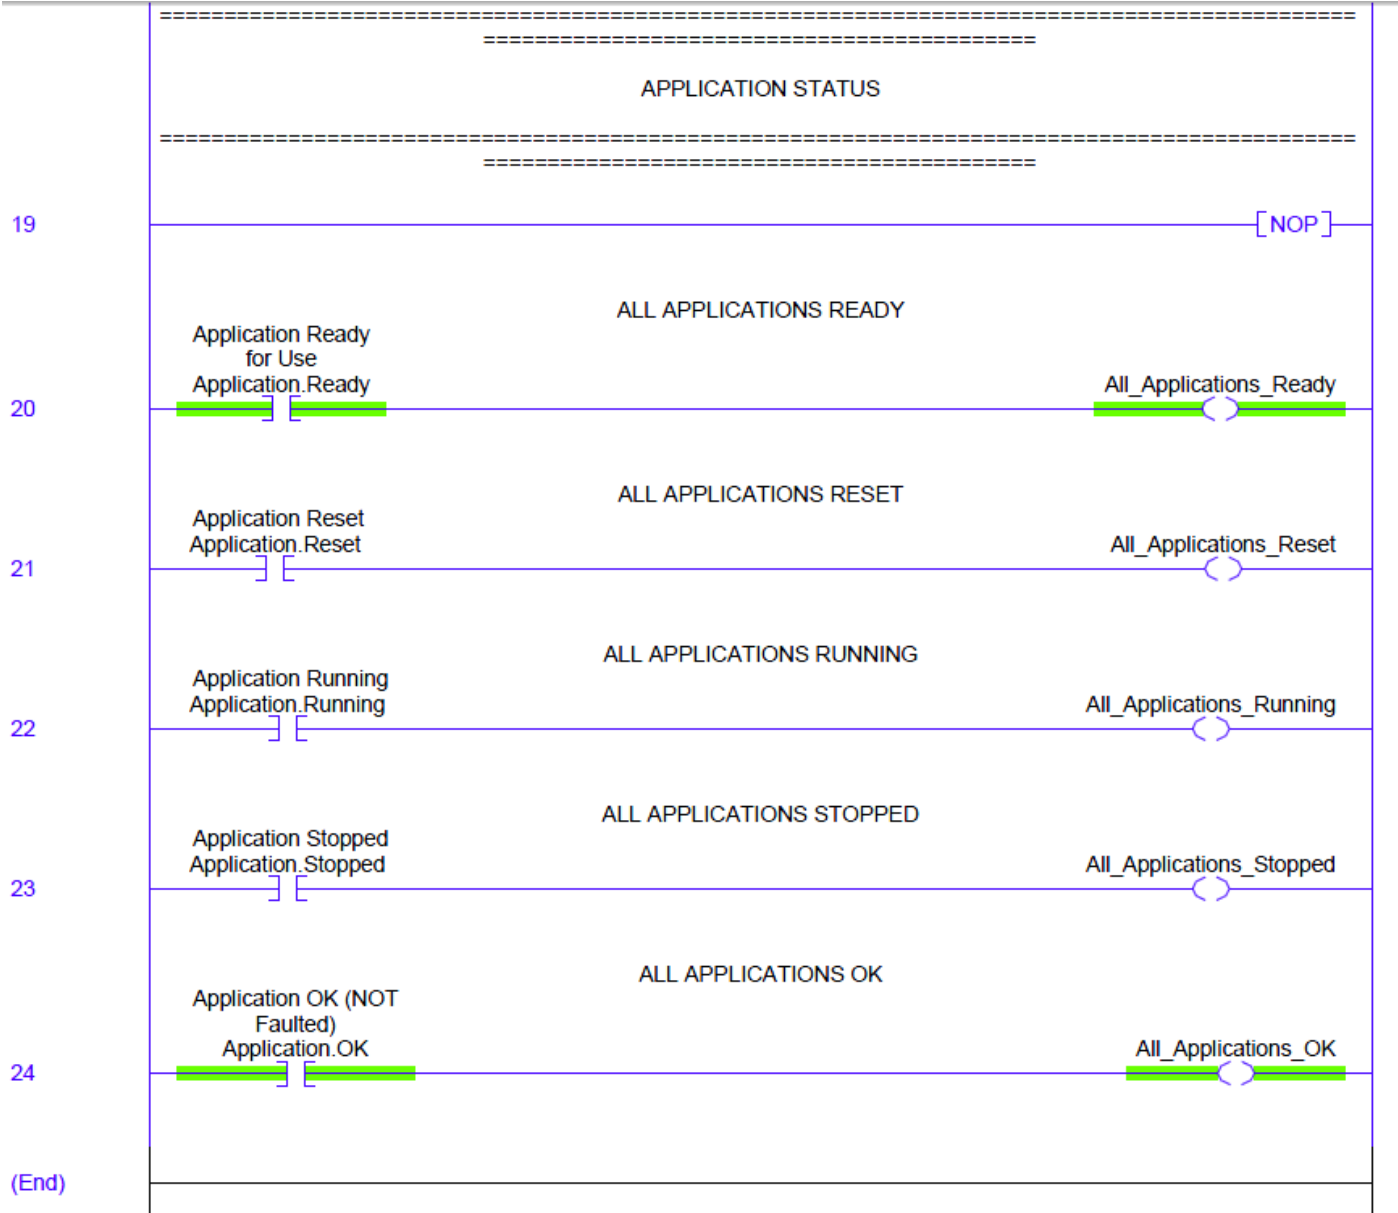 =============================================================================================
===========================================
APPLICATION STATUS
=============================================================================================
===========================================
19
NOP
ALL APPLICATIONS READY
Application Ready
for Use
Application.Ready
All_Applications_Ready
20
ALL APPLICATIONS RESET
Application Reset
Application.Reset
All_Applications_Reset
21
ALL APPLICATIONS RUNNING
Application Running
Application.Running
All_Applications_Running
22
ALL APPLICATIONS STOPPED
Application Stopped
Application.Stopped
All_Applications_Stopped
23
ALL APPLICATIONS OK
Application OK (NOT
Faulted)
Application.OK
All_Applications_OK
24
(End)